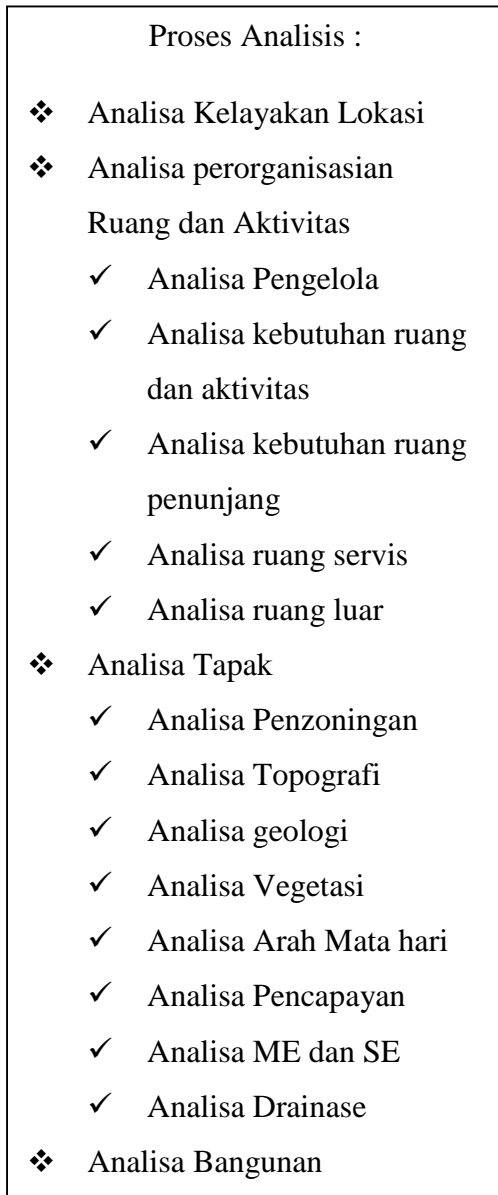 Proses Analisis :
❖ Analisa Kelayakan Lokasi
❖ Analisa perorganisasian
Ruang dan Aktivitas
✓ Analisa Pengelola
✓ Analisa kebutuhan ruang
dan aktivitas
✓ Analisa kebutuhan ruang
penunjang
✓ Analisa ruang servis
✓ Analisa ruang luar
❖ Analisa Tapak
✓ Analisa Penzoningan
✓ Analisa Topografi
✓ Analisa geologi
✓ Analisa Vegetasi
✓ Analisa Arah Mata hari
✓ Analisa Pencapayan
✓ Analisa ME dan SE
✓ Analisa Drainase
❖ Analisa Bangunan